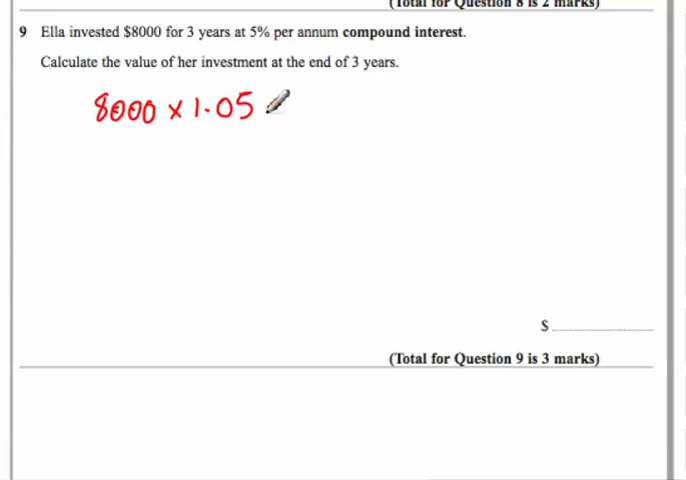 (Total for Question 8 is 2 marks)
9 Ella invested $8000 for 3 years at 5% per annum compound interest.
Calculate the value of her investment at the end of 3 years.
8000 × 1.05
$
(Total for Question 9 is 3 marks)